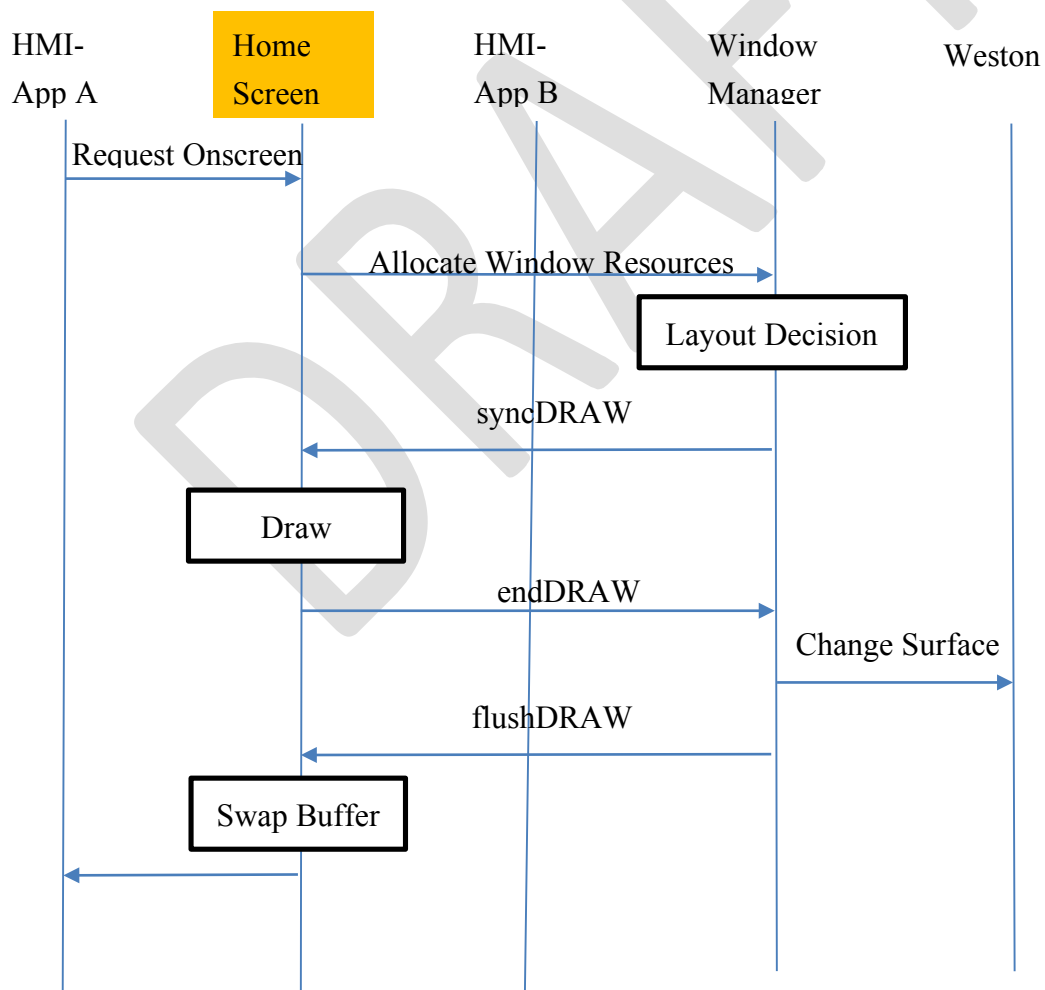 HMI-
App A
Home
Screen
HMI-
App B
Window
Manager
Weston
Request Onscreen
Allocate Window Resources
Layout Decision
syncDRAW
Draw
endDRAW
Change Surface
flushDRAW
Swap Buffer
DRAFT